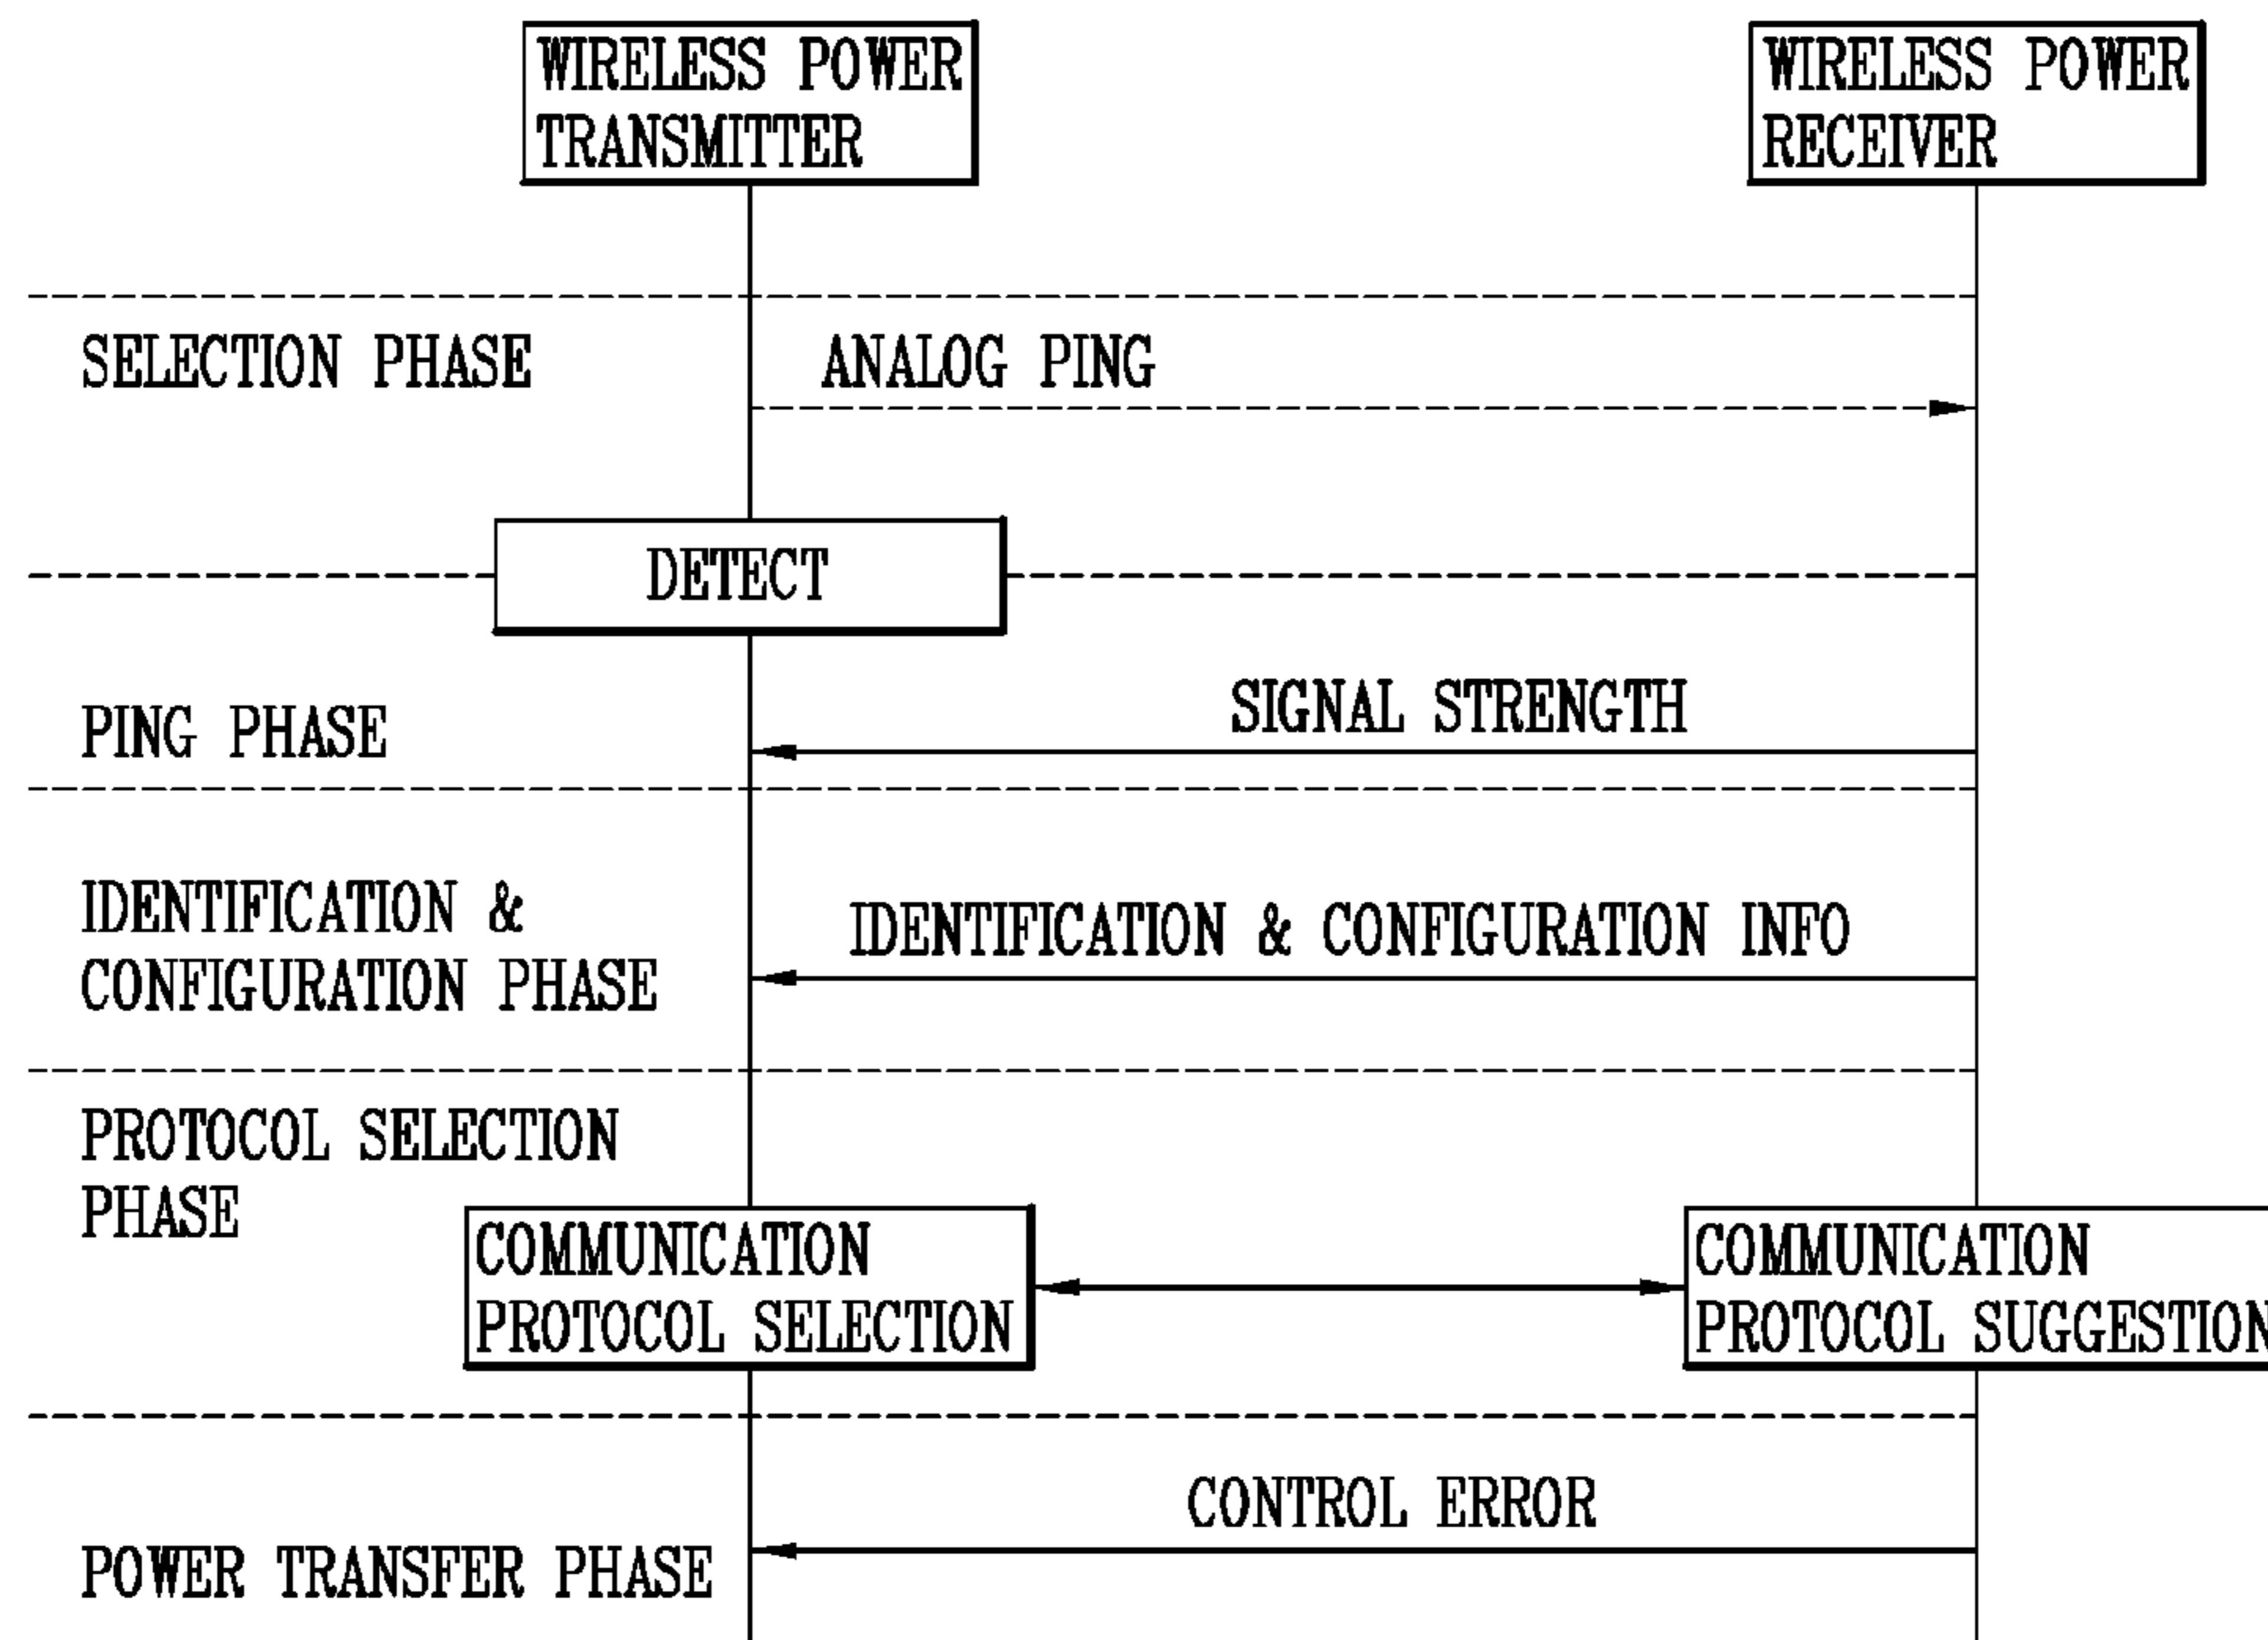 WIRELESS POWER
TRANSMITTER
WIRELESS POWER
RECEIVER
SELECTION PHASE
ANALOG PING
DETECT
SIGNAL STRENGTH
PING PHASE
IDENTIFICATION &
CONFIGURATION PHASE
IDENTIFICATION & CONFIGURATION INFO
PROTOCOL SELECTION
PHASE
COMMUNICATION
PROTOCOL SELECTION
COMMUNICATION
PROTOCOL SUGGESTION
CONTROL ERROR
POWER TRANSFER PHASE